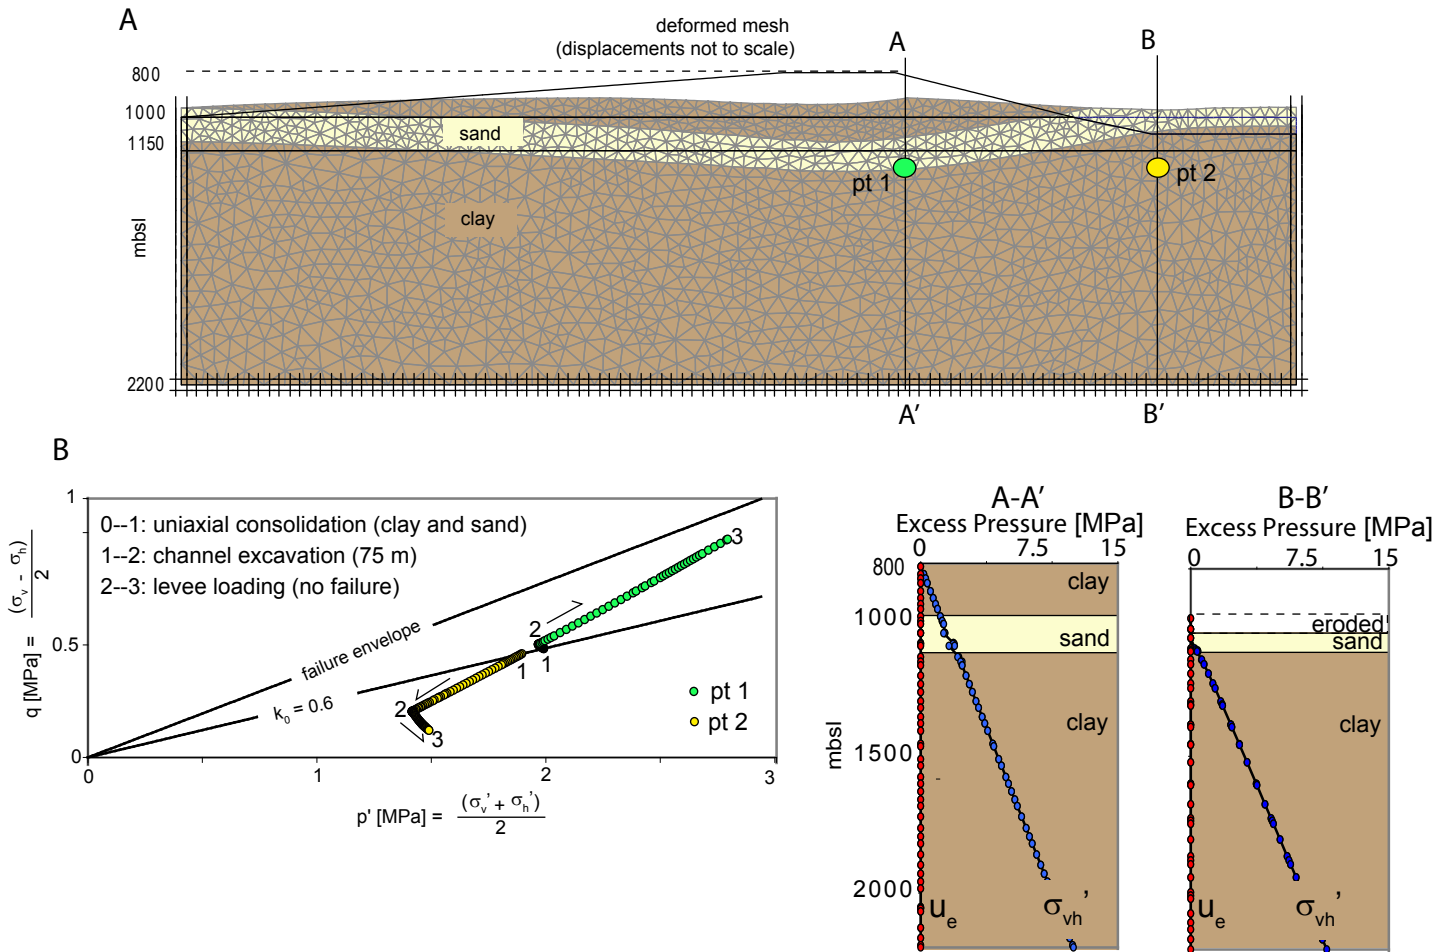 A
deformed mesh
(displacements not to scale)
A
B
800
1000
1150
2200
mbsl
sand
clay
pt 1
pt 2
A'
B'
B
q [MPa] = (σv - σh) / 2
1
0.5
0
0--1: uniaxial consolidation (clay and sand)
1--2: channel excavation (75 m)
2--3: levee loading (no failure)
failure envelope
k0 = 0.6
3
2
1
1
2
3
pt 1
pt 2
0
1
2
3
p' [MPa] = (σv' + σh') / 2
A-A'
Excess Pressure [MPa]
0
7.5
15
800
1000
1500
2000
mbsl
clay
sand
clay
ue
σvh'
B-B'
Excess Pressure [MPa]
0
7.5
15
eroded
sand
clay
ue
σvh'